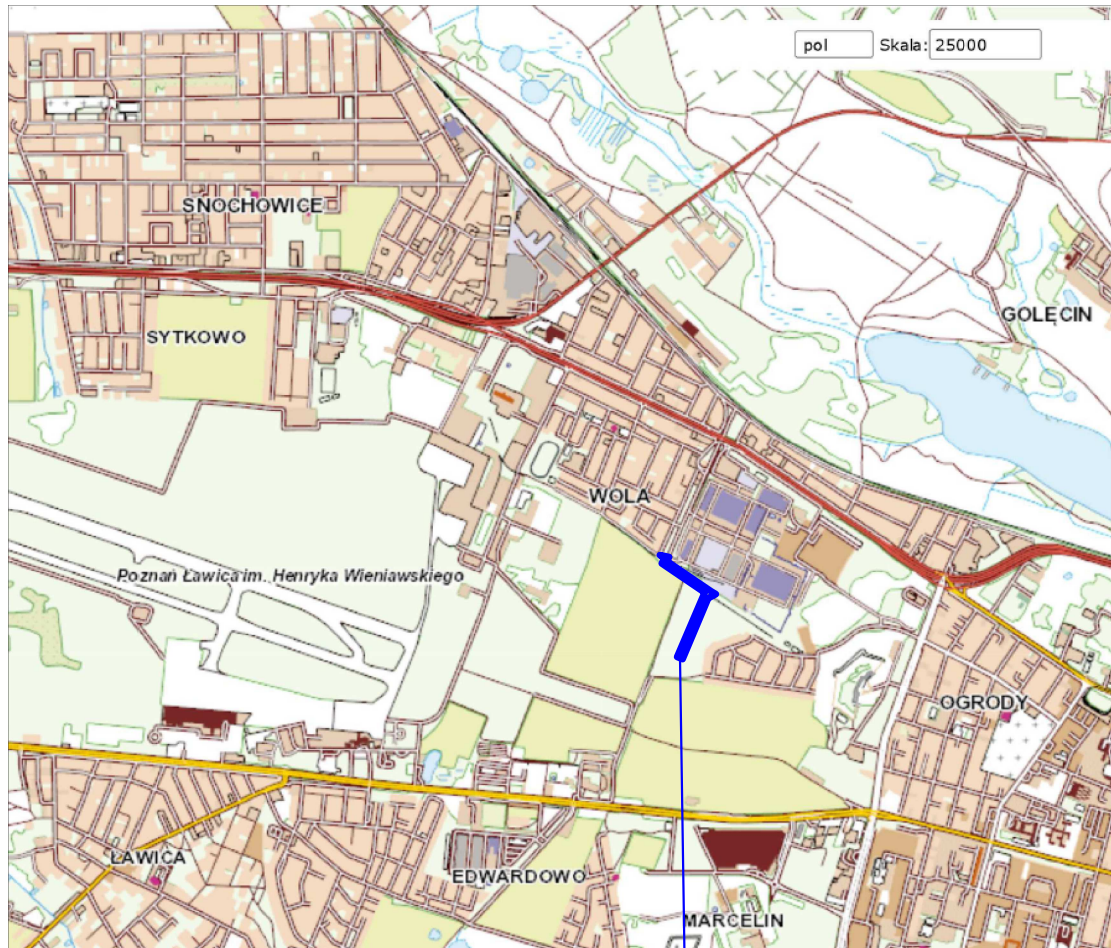 pol Skala: 25000
SNOCHOWICE
GOLĘCIN
SYTKOWO
WOLA
Poznań Ławica im. Henryka Wieniawskiego
OGRODY
ŁAWICA
EDWARDOWO
MARCELIN